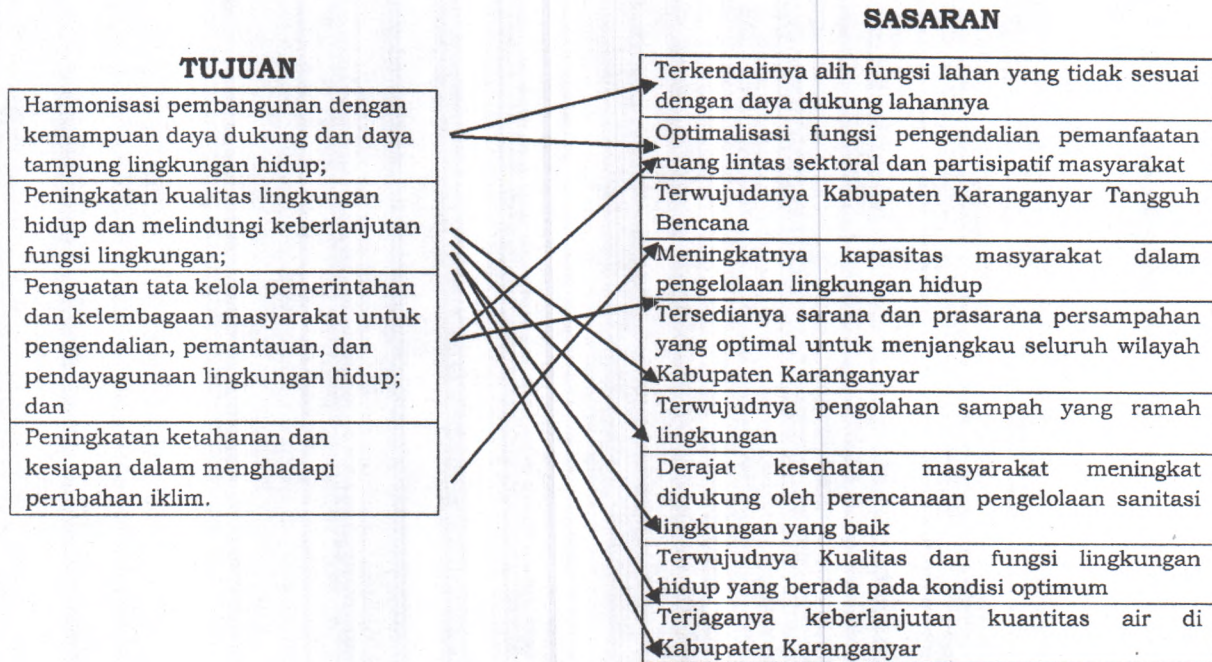 TUJUAN
Harmonisasi pembangunan dengan
kemampuan daya dukung dan daya
tampung lingkungan hidup;
Peningkatan kualitas lingkungan
hidup dan melindungi keberlanjutan
fungsi lingkungan;
Penguatan tata kelola pemerintahan
dan kelembagaan masyarakat untuk
pengendalian, pemantauan, dan
pendayagunaan lingkungan hidup;
dan
Peningkatan ketahanan dan
kesiapan dalam menghadapi
perubahan iklim.
SASARAN
Terkendalinya alih fungsi lahan yang tidak sesuai
dengan daya dukung lahannya
Optimalisasi fungsi pengendalian pemanfaatan
ruang lintas sektoral dan partisipatif masyarakat
Terwujudanya Kabupaten Karanganyar Tangguh
Bencana
Meningkatnya kapasitas masyarakat dalam
pengelolaan lingkungan hidup
Tersedianya sarana dan prasarana persampahan
yang optimal untuk menjangkau seluruh wilayah
Kabupaten Karanganyar
Terwujudnya pengolahan sampah yang ramah
lingkungan
Derajat kesehatan masyarakat meningkat
didukung oleh perencanaan pengelolaan sanitasi
lingkungan yang baik
Terwujudnya Kualitas dan fungsi lingkungan
hidup yang berada pada kondisi optimum
Terjaganya keberlanjutan kuantitas air di
Kabupaten Karanganyar